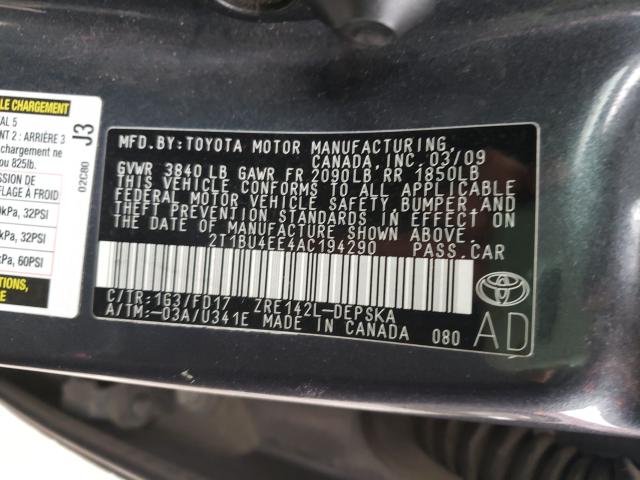 LE CHARGEMENT
AL 5
NT 2 : ARRIÈRE 3
chargement ne
ou 825lb.
J3
02C80
SSION DE
FLAGE À FROID
kPa, 32PSI
kPa, 32PSI
kPa, 60PSI
MFD.BY:TOYOTA MOTOR MANUFACTURING,
CANADA, INC. 03/09
GVWR 3840 LB GAWR FR 2090LB,RR 1850LB
THIS VEHICLE CONFORMS TO ALL APPLICABLE
FEDERAL MOTOR VEHICLE SAFETY, BUMPER, AND
THEFT PREVENTION STANDARDS IN EFFECT ON
THE DATE OF MANUFACTURE SHOWN ABOVE.
2T1BU4EE4AC194290 PASS.CAR
C/TR:163/FD17 ZRE142L-DEPSKA
A/TM:-03A/U341E MADE IN CANADA 080
AD